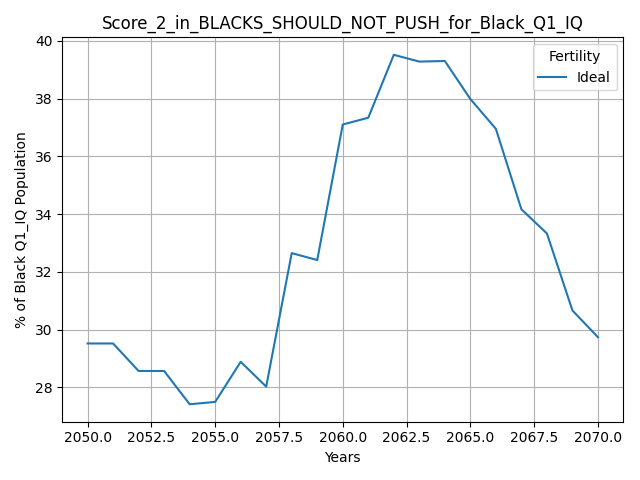 Score_2_in_BLACKS_SHOULD_NOT_PUSH_for_Black_Q1_IQ
Fertility
Ideal
% of Black Q1_IQ Population
40
38
36
34
32
30
28
2050.0 2052.5 2055.0 2057.5 2060.0 2062.5 2065.0 2067.5 2070.0
Years